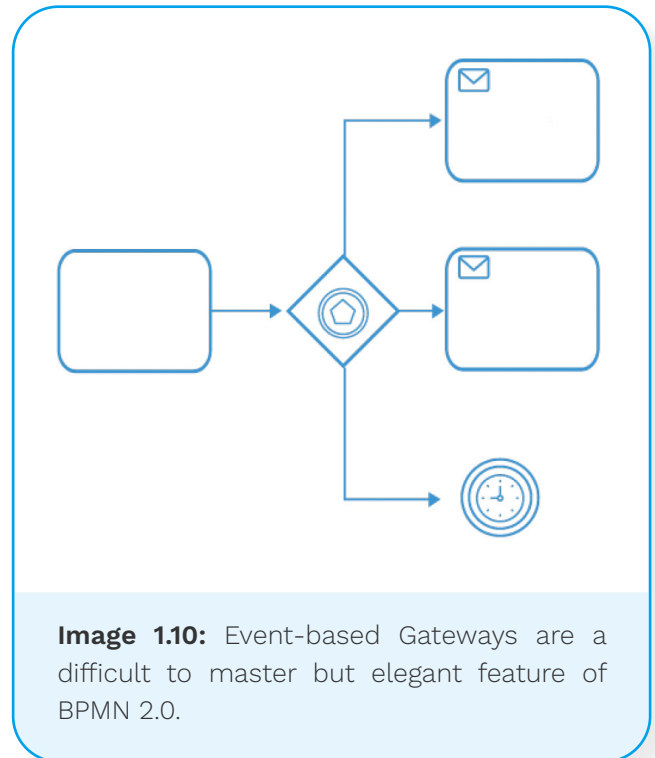 Image 1.10: Event-based Gateways are a
difficult to master but elegant feature of
BPMN 2.0.